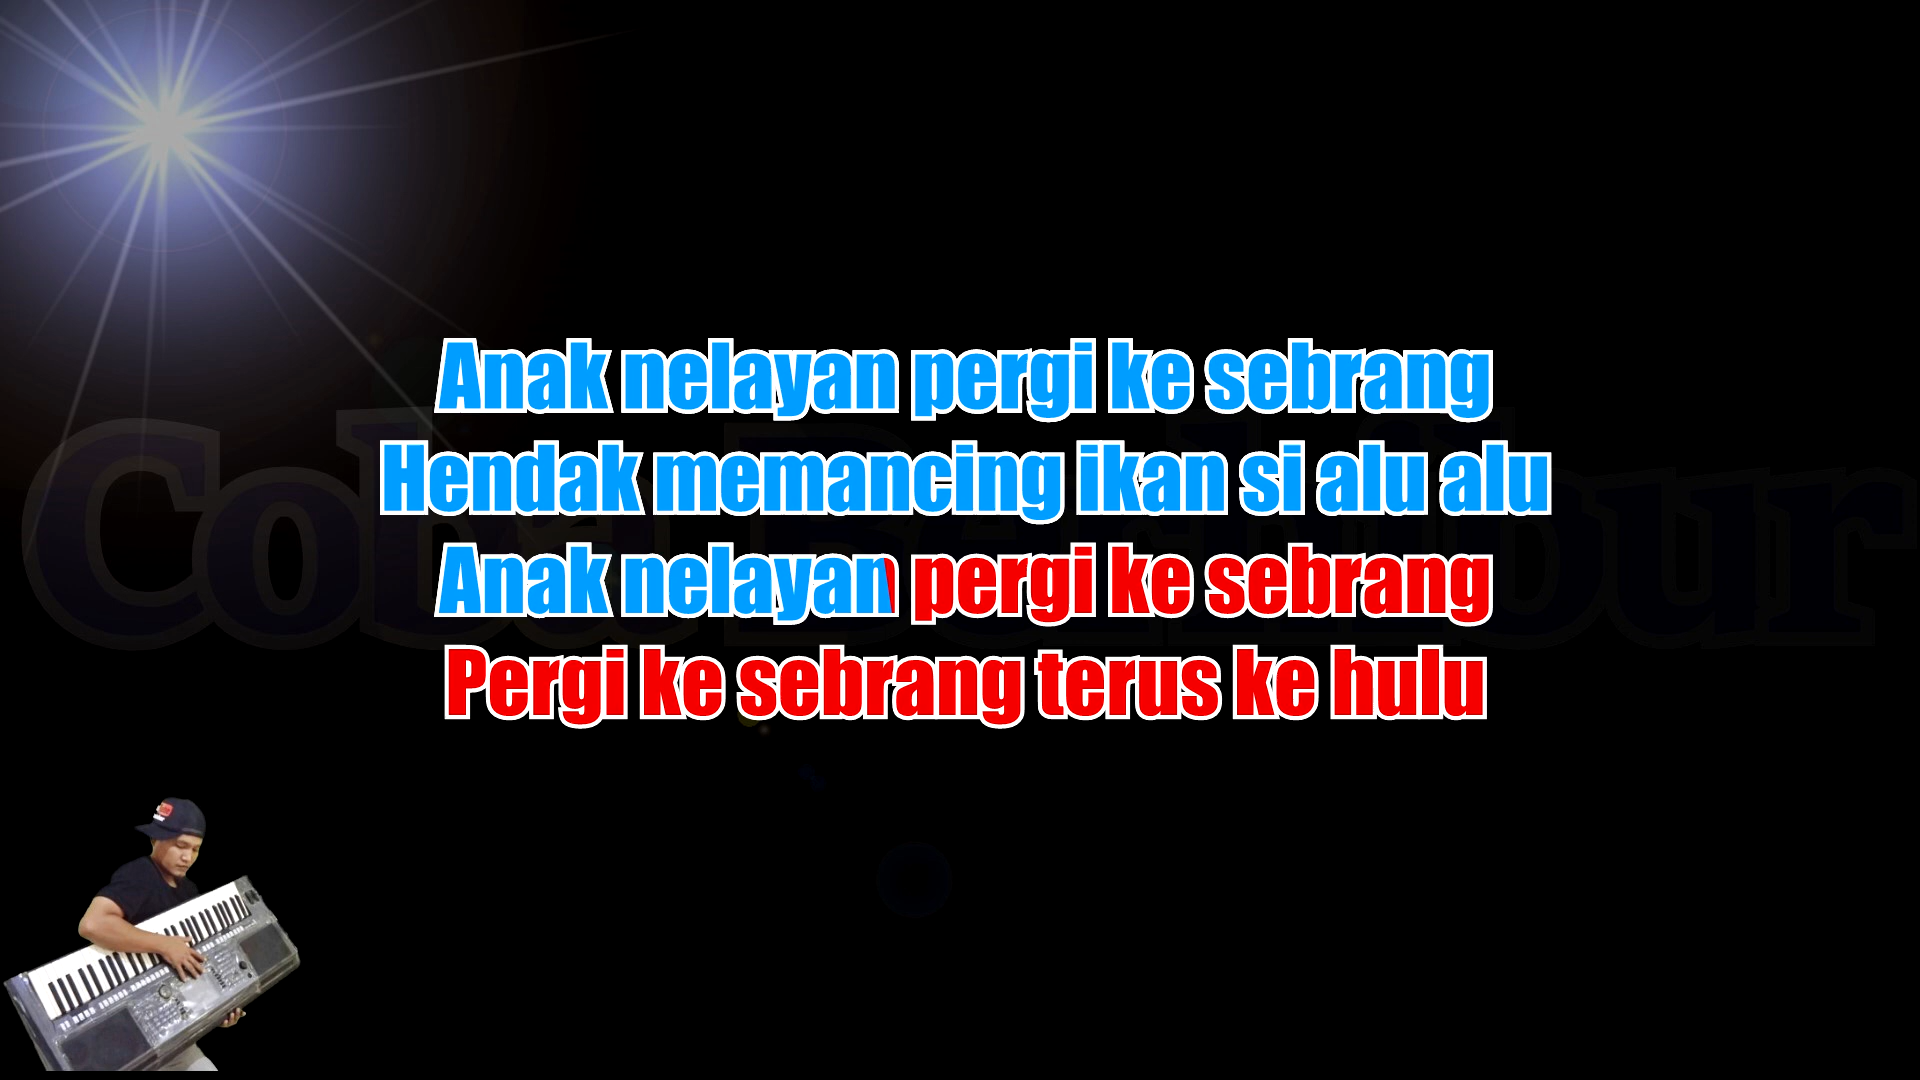 Anak nelayan pergi ke sebrang
Hendak memancing ikan si alu alu
Anak nelayan pergi ke sebrang
Pergi ke sebrang terus ke hulu